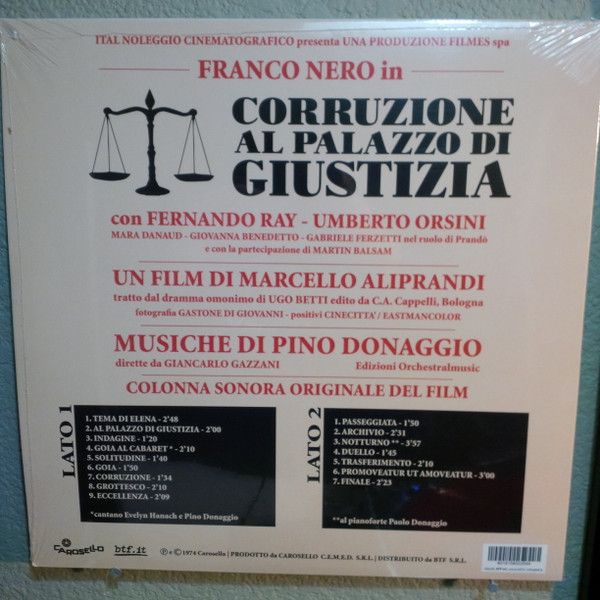 ITAL NOLEGGIO CINEMATOGRAFICO presenta UNA PRODUZIONE FILMES spa
FRANCO NERO in
CORRUZIONE
AL PALAZZO DI
GIUSTIZIA
con FERNANDO RAY - UMBERTO ORSINI
MARA DANAUD - GIOVANNA BENEDETTO - GABRIELE FERZETTI nel ruolo di Prandò
e con la partecipazione di MARTIN BALSAM
UN FILM DI MARCELLO ALIPRANDI
tratto dal dramma omonimo di UGO BETTI edito da C.A. Cappelli, Bologna
fotografia GASTONE DI GIOVANNI - positivi CINECITTA'/ EASTMANCOLOR
MUSICHE DI PINO DONAGGIO
dirette da GIANCARLO GAZZANI Edizioni Orchestralmusic
COLONNA SONORA ORIGINALE DEL FILM
LATO 1
1. TEMA DI ELENA - 2'48
2. AL PALAZZO DI GIUSTIZIA - 2'00
3. INDAGINE - 1'20
4. GOIA AL CABARET * - 2'10
5. SOLITUDINE - 1'40
6. GOIA - 1'50
7. CORRUZIONE - 1'34
8. GROTTESCO - 2'10
9. ECCELLENZA - 2'09
*cantano Evelyn Hanach e Pino Donaggio
LATO 2
1. PASSEGGIATA - 1'50
2. ARCHIVIO - 2'31
3. NOTTURNO ** - 3'57
4. DUELLO - 1'45
5. TRASFERIMENTO - 2'10
6. PROMOVEATUR UT AMOVEATUR - 3'00
7. FINALE - 2'23
**al pianoforte Paolo Donaggio
CAROSELLO btf.it ℗ e © 1974 Carosello | PRODOTTO da CAROSELLO C.E.M.E.D. S.R.L. | DISTRIBUITO da BTF S.R.L.